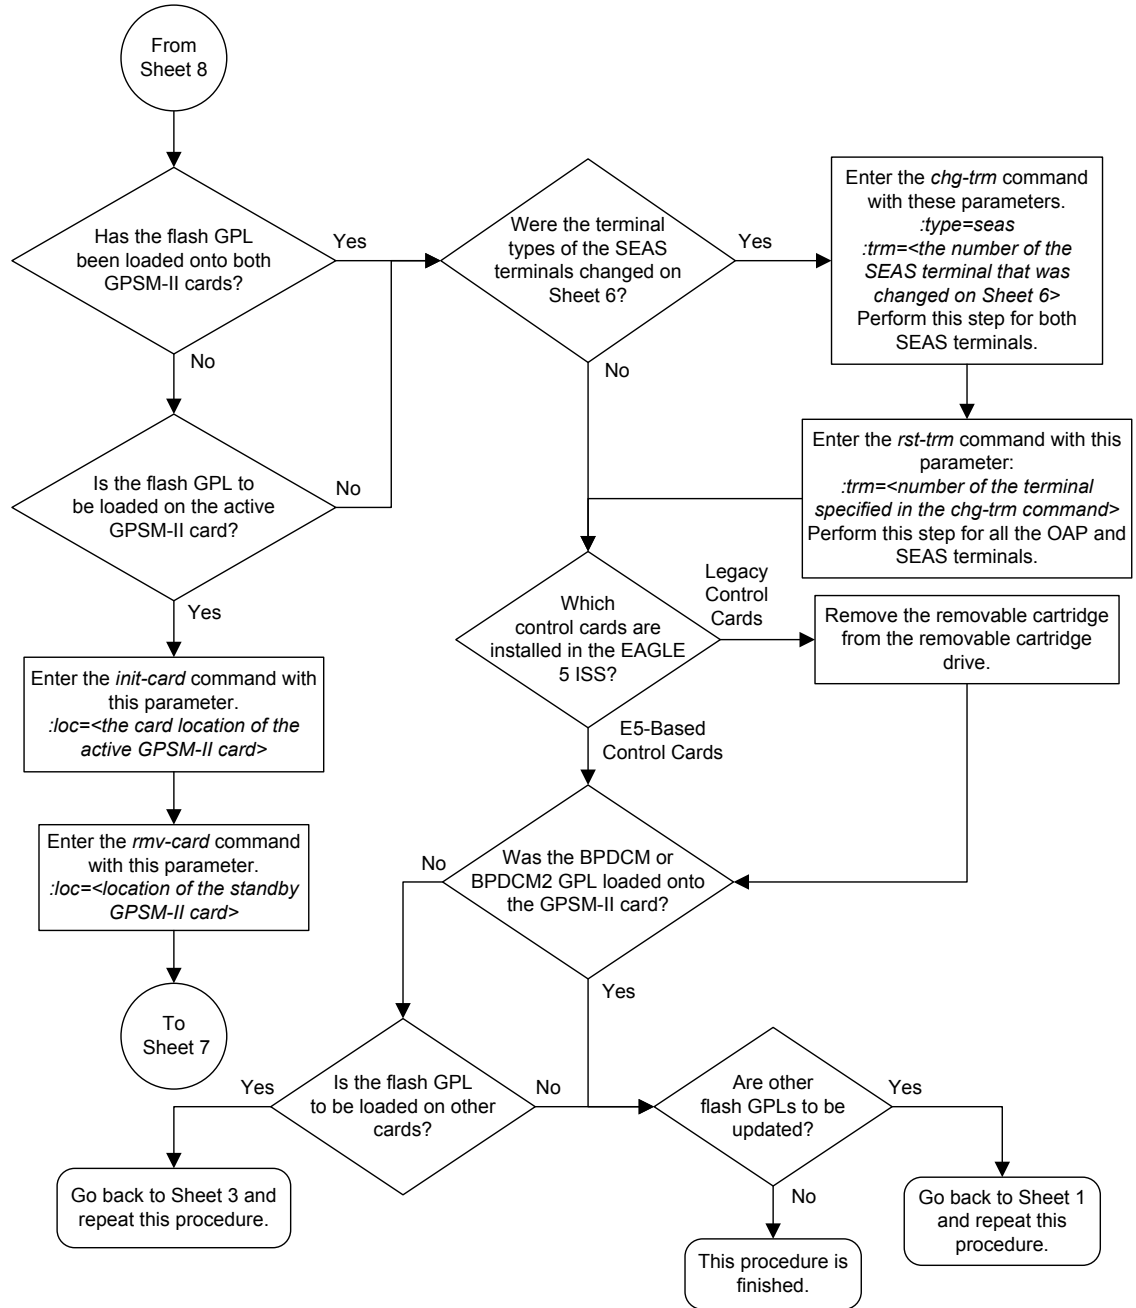 From
Sheet 8
Has the flash GPL
been loaded onto both
GPSM-II cards?
Yes
No
Were the terminal
types of the SEAS
terminals changed on
Sheet 6?
Yes
No
Enter the chg-trm command
with these parameters.
:type=seas
:trm=<the number of the
SEAS terminal that was
changed on Sheet 6>
Perform this step for both
SEAS terminals.
Is the flash GPL to
be loaded on the active
GPSM-II card?
No
Yes
Enter the rst-trm command with this
parameter:
:trm=<number of the terminal
specified in the chg-trm command>
Perform this step for all the OAP and
SEAS terminals.
Which
control cards are
installed in the EAGLE
5 ISS?
Legacy
Control
Cards
E5-Based
Control Cards
Remove the removable cartridge
from the removable cartridge
drive.
Enter the init-card command with
this parameter.
:loc=<the card location of the
active GPSM-II card>
Enter the rmv-card command
with this parameter.
:loc=<location of the standby
GPSM-II card>
To
Sheet 7
Was the BPDCM or
BPDCM2 GPL loaded onto
the GPSM-II card?
No
Yes
Is the flash GPL
to be loaded on other
cards?
Yes
No
Are other
flash GPLs to be
updated?
Yes
No
Go back to Sheet 3 and
repeat this procedure.
This procedure is
finished.
Go back to Sheet 1
and repeat this
procedure.